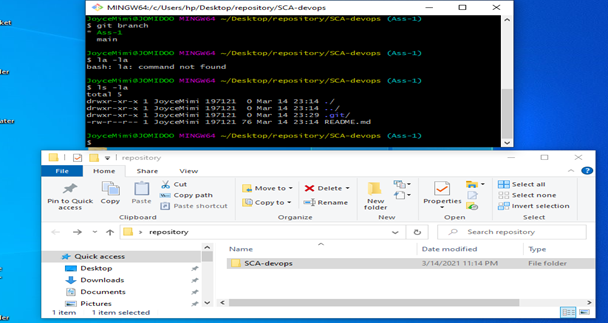 ket
MINGW64:/c/Users/hp/Desktop/repository/SCA-devops
JoyceMimi@JOMIDOO MINGW64 ~/Desktop/repository/SCA-devops (Ass-1)
$ git branch
* Ass-1
main
JoyceMimi@JOMIDOO MINGW64 ~/Desktop/repository/SCA-devops (Ass-1)
$ la -la
bash: la: command not found
JoyceMimi@JOMIDOO MINGW64 ~/Desktop/repository/SCA-devops (Ass-1)
$ ls -la
total 5
drwxr-xr-x 1 JoyceMimi 197121 0 Mar 14 23:14 ./
drwxr-xr-x 1 JoyceMimi 197121 0 Mar 14 23:14 ../
drwxr-xr-x 1 JoyceMimi 197121 0 Mar 14 23:29 .git/
-rw-r--r-- 1 JoyceMimi 197121 76 Mar 14 23:14 README.md
JoyceMimi@JOMIDOO MINGW64 ~/Desktop/repository/SCA-devops (Ass-1)
$
ler
ater
repository
File Home Share View
Pin to Quick access
Copy
Paste
Cut
Copy path
Paste shortcut
Clipboard
Move to
Copy to
Delete
Rename
Organize
New folder
New
Properties
Open
Select all
Select none
Invert selection
Select
repository
Search repository
Quick access
Desktop
Downloads
Documents
Pictures
Name Date modified Type
SCA-devops 3/14/2021 11:14 PM File folder
1 item 1 item selected
ler